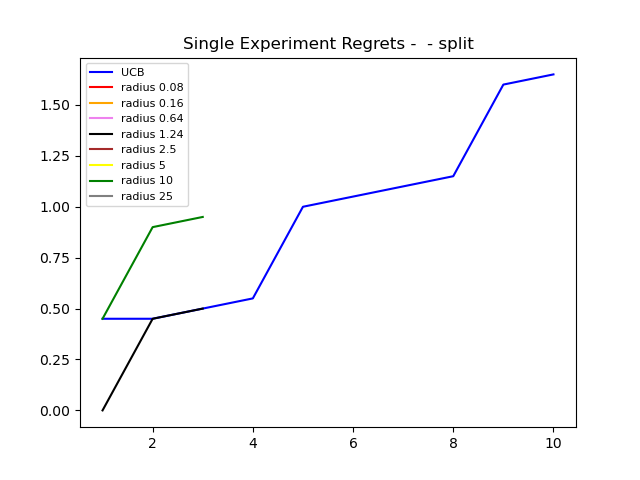 Single Experiment Regrets -  - split
UCB
radius 0.08
radius 0.16
radius 0.64
radius 1.24
radius 2.5
radius 5
radius 10
radius 25
1.50
1.25
1.00
0.75
0.50
0.25
0.00
2 4 6 8 10